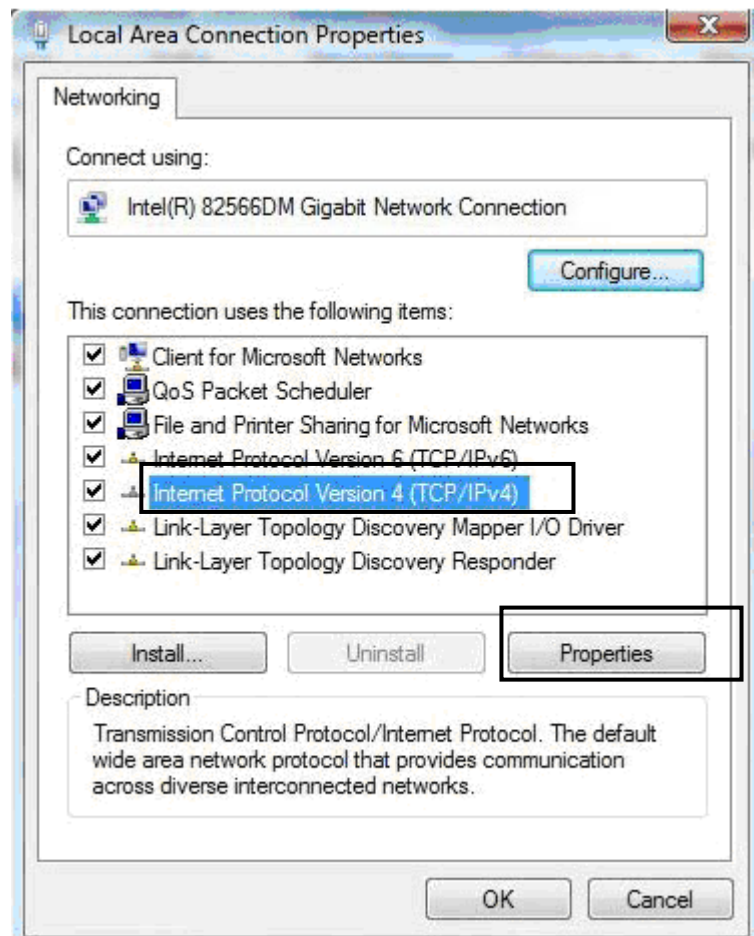 Local Area Connection Properties
Networking
Connect using:
Intel(R) 82566DM Gigabit Network Connection
Configure...
This connection uses the following items:
Client for Microsoft Networks
QoS Packet Scheduler
File and Printer Sharing for Microsoft Networks
Internet Protocol Version 6 (TCP/IPv6)
Internet Protocol Version 4 (TCP/IPv4)
Link-Layer Topology Discovery Mapper I/O Driver
Link-Layer Topology Discovery Responder
Install... Uninstall Properties
Description
Transmission Control Protocol/Internet Protocol. The default
wide area network protocol that provides communication
across diverse interconnected networks.
OK Cancel